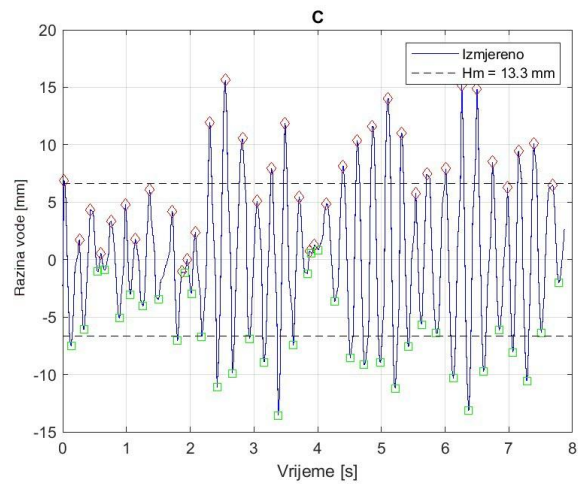 C
20
15
10
5
0
-5
-10
-15
Razina vode [mm]
Izmjereno
Hm = 13.3 mm
0 1 2 3 4 5 6 7 8
Vrijeme [s]